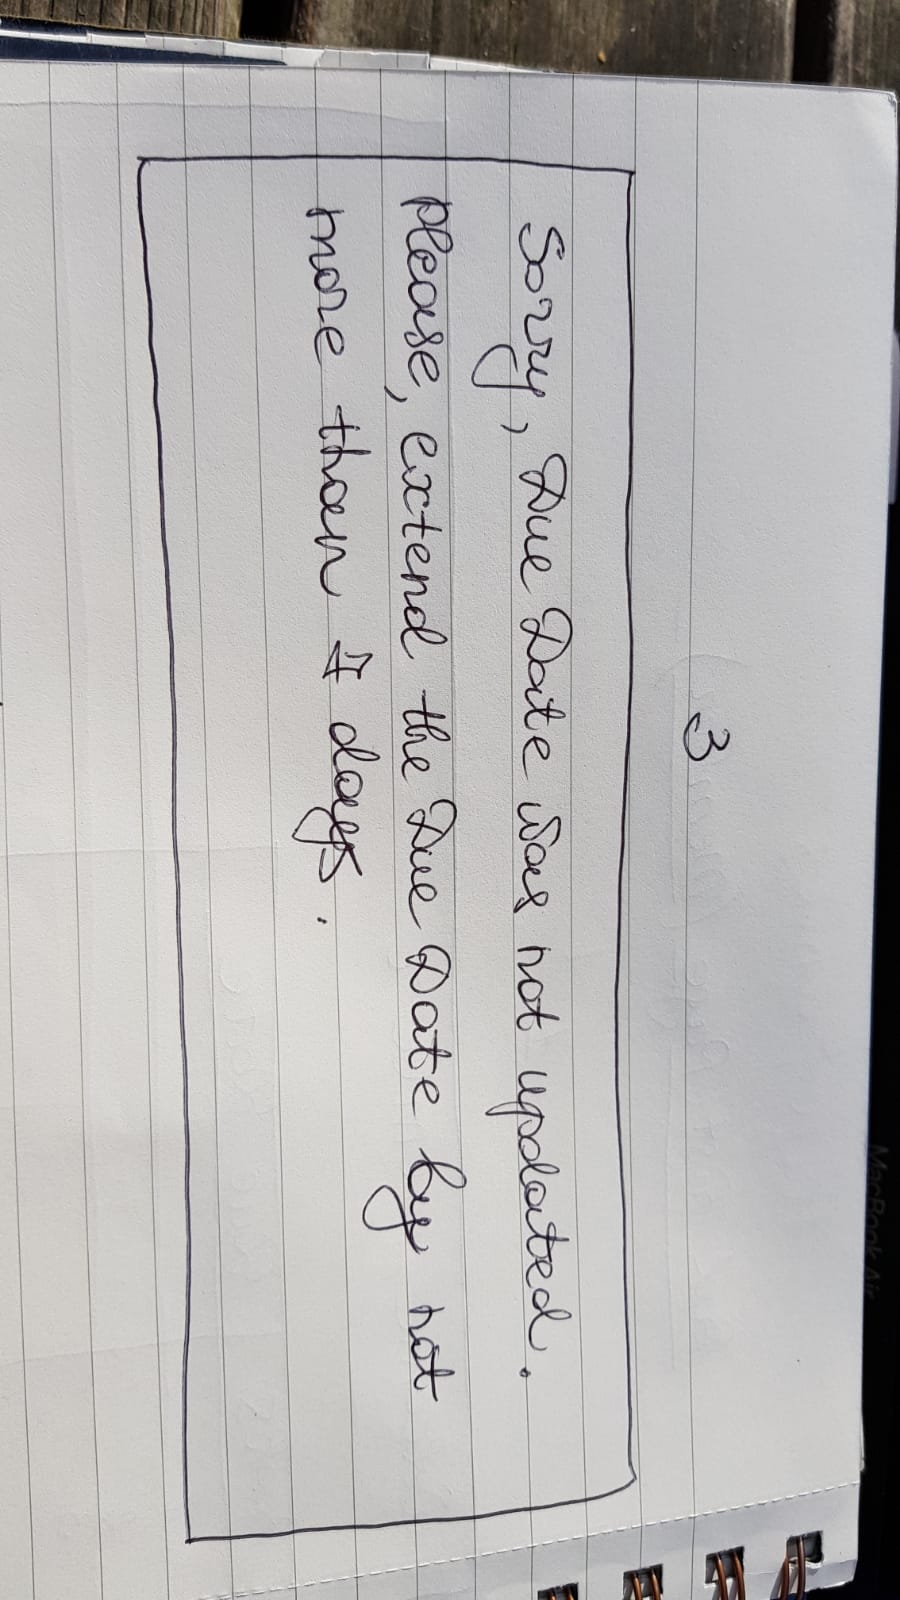 3
Sorry, Due Date was not updated.
Please, extend the Due Date by not
more than 7 days.
MacBook Air